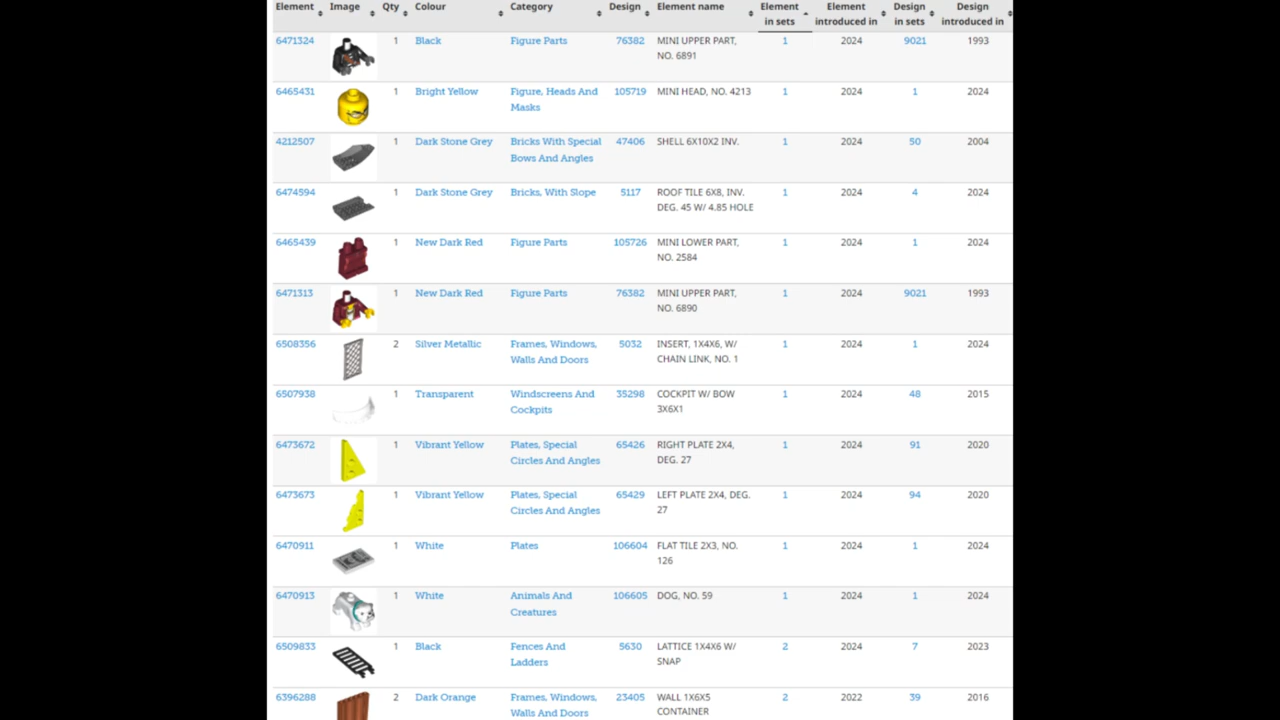 Element Image Qty Colour Category Design Element name Element in sets Element introduced in Design in sets Design introduced in
6471324 1 Black Figure Parts 76382 MINI UPPER PART, NO. 6891 1 2024 9021 1993
6465431 1 Bright Yellow Figure, Heads And Masks 105719 MINI HEAD, NO. 4213 1 2024 1 2024
4212507 1 Dark Stone Grey Bricks With Special Bows And Angles 47406 SHELL 6X10X2 INV. 1 2024 50 2004
6474594 1 Dark Stone Grey Bricks, With Slope 5117 ROOF TILE 6X8, INV. DEG. 45 W/ 4.85 HOLE 1 2024 4 2024
6465439 1 New Dark Red Figure Parts 105726 MINI LOWER PART, NO. 2584 1 2024 1 2024
6471313 1 New Dark Red Figure Parts 76382 MINI UPPER PART, NO. 6890 1 2024 9021 1993
6508356 2 Silver Metallic Frames, Windows, Walls And Doors 5032 INSERT, 1X4X6, W/ CHAIN LINK, NO. 1 1 2024 1 2024
6507938 1 Transparent Windscreens And Cockpits 35298 COCKPIT W/ BOW 3X6X1 1 2024 48 2015
6473672 1 Vibrant Yellow Plates, Special Circles And Angles 65426 RIGHT PLATE 2X4, DEG. 27 1 2024 91 2020
6473673 1 Vibrant Yellow Plates, Special Circles And Angles 65429 LEFT PLATE 2X4, DEG. 27 1 2024 94 2020
6470911 1 White Plates 106604 FLAT TILE 2X3, NO. 126 1 2024 1 2024
6470913 1 White Animals And Creatures 106605 DOG, NO. 59 1 2024 1 2024
6509833 1 Black Fences And Ladders 5630 LATTICE 1X4X6 W/ SNAP 2 2024 7 2023
6396288 2 Dark Orange Frames, Windows, Walls And Doors 23405 WALL 1X6X5 CONTAINER 2 2022 39 2016